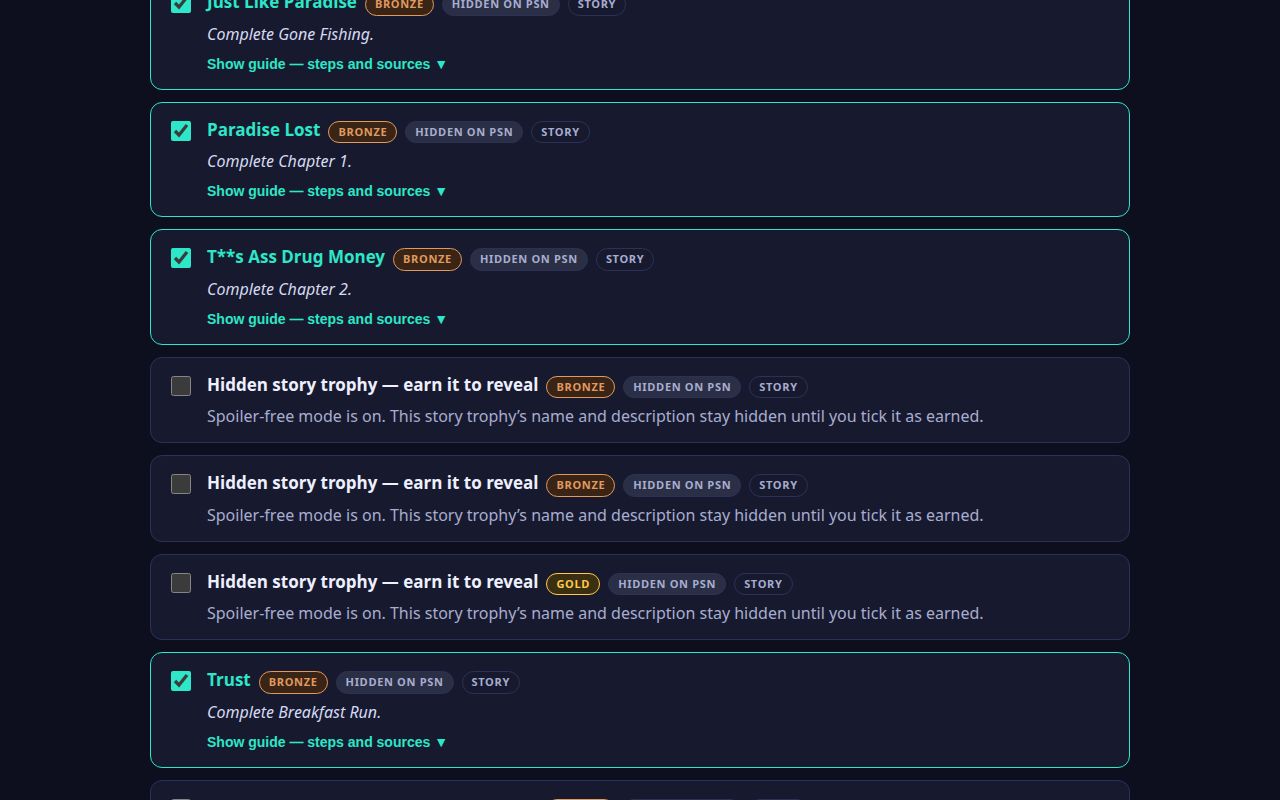 Just Like Paradise BRONZE HIDDEN ON PSN STORY
Complete Gone Fishing.
Show guide — steps and sources ▼
Paradise Lost BRONZE HIDDEN ON PSN STORY
Complete Chapter 1.
Show guide — steps and sources ▼
T**s Ass Drug Money BRONZE HIDDEN ON PSN STORY
Complete Chapter 2.
Show guide — steps and sources ▼
Hidden story trophy — earn it to reveal BRONZE HIDDEN ON PSN STORY
Spoiler-free mode is on. This story trophy’s name and description stay hidden until you tick it as earned.
Hidden story trophy — earn it to reveal BRONZE HIDDEN ON PSN STORY
Spoiler-free mode is on. This story trophy’s name and description stay hidden until you tick it as earned.
Hidden story trophy — earn it to reveal GOLD HIDDEN ON PSN STORY
Spoiler-free mode is on. This story trophy’s name and description stay hidden until you tick it as earned.
Trust BRONZE HIDDEN ON PSN STORY
Complete Breakfast Run.
Show guide — steps and sources ▼